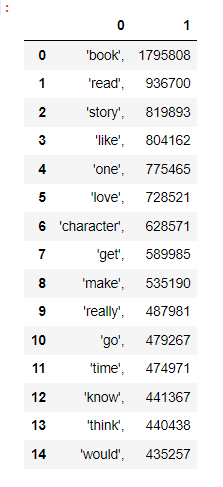 ]:
0 1
0 'book', 1795808
1 'read', 936700
2 'story', 819893
3 'like', 804162
4 'one', 775465
5 'love', 728521
6 'character', 628571
7 'get', 589985
8 'make', 535190
9 'really', 487981
10 'go', 479267
11 'time', 474971
12 'know', 441367
13 'think', 440438
14 'would', 435257